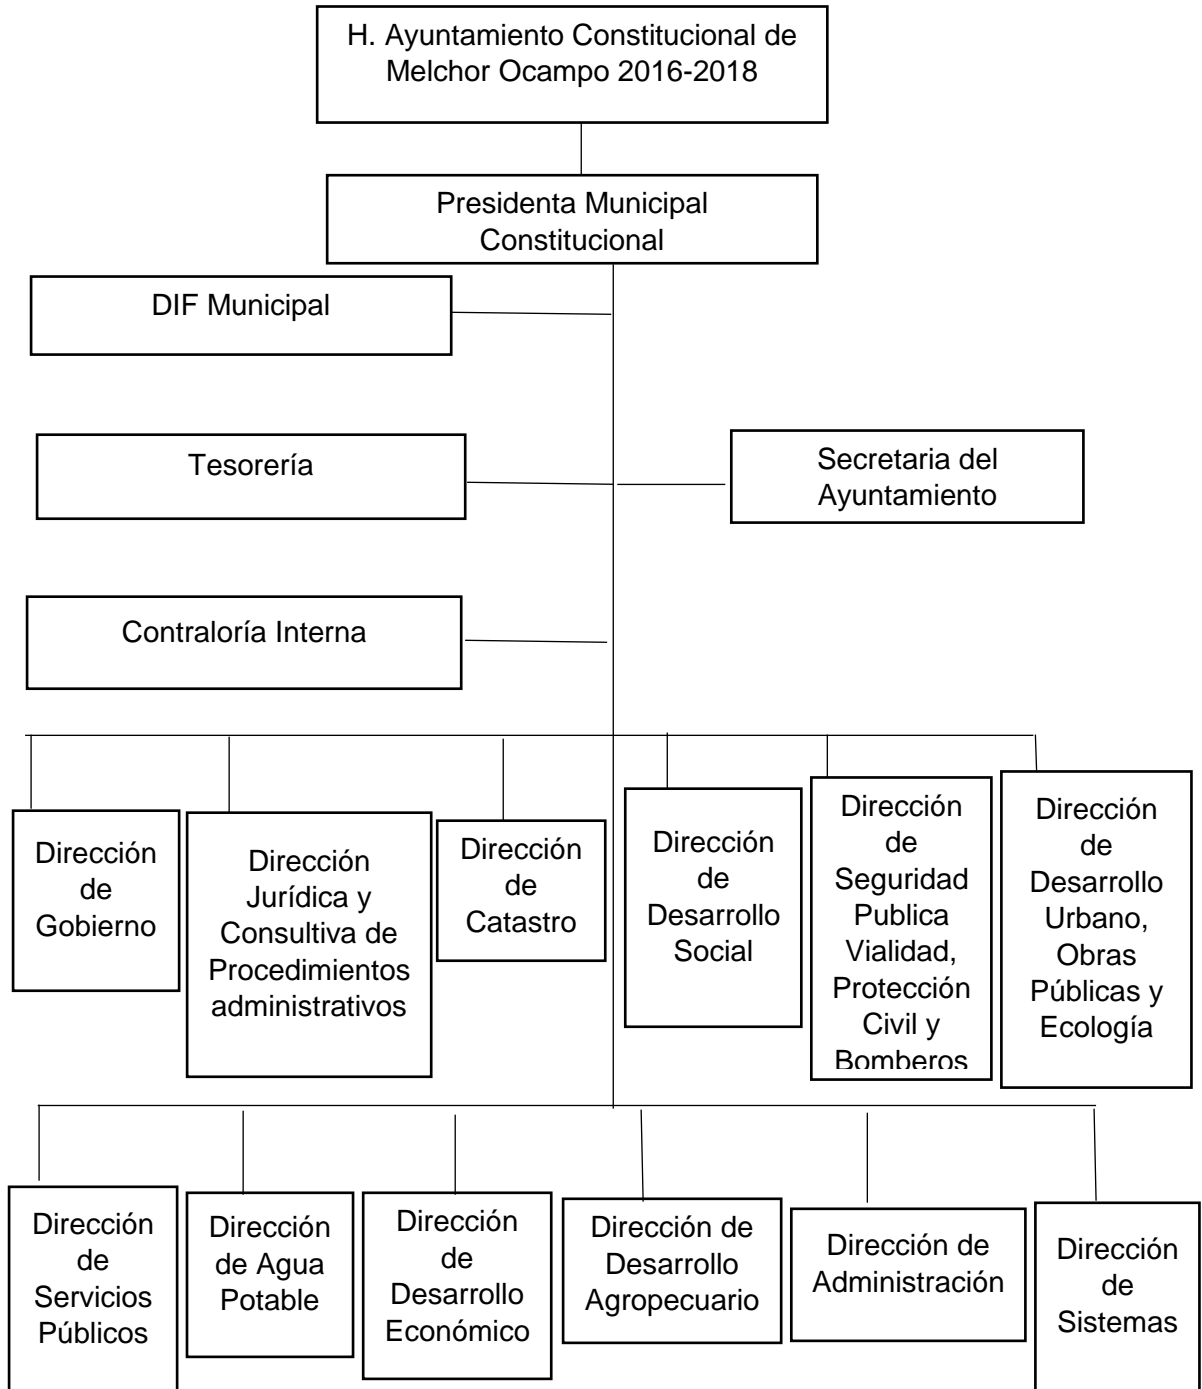 H. Ayuntamiento Constitucional de
Melchor Ocampo 2016-2018
Presidenta Municipal
Constitucional
DIF Municipal
Tesorería
Secretaria del
Ayuntamiento
Contraloría Interna
Dirección
de
Gobierno
Dirección
Jurídica y
Consultiva de
Procedimientos
administrativos
Dirección
de
Catastro
Dirección
de
Desarrollo
Social
Dirección
de
Seguridad
Publica
Vialidad,
Protección
Civil y
Bomberos
Dirección
de
Desarrollo
Urbano,
Obras
Públicas y
Ecología
Dirección
de
Servicios
Públicos
Dirección
de Agua
Potable
Dirección
de
Desarrollo
Económico
Dirección de
Desarrollo
Agropecuario
Dirección de
Administración
Dirección
de
Sistemas